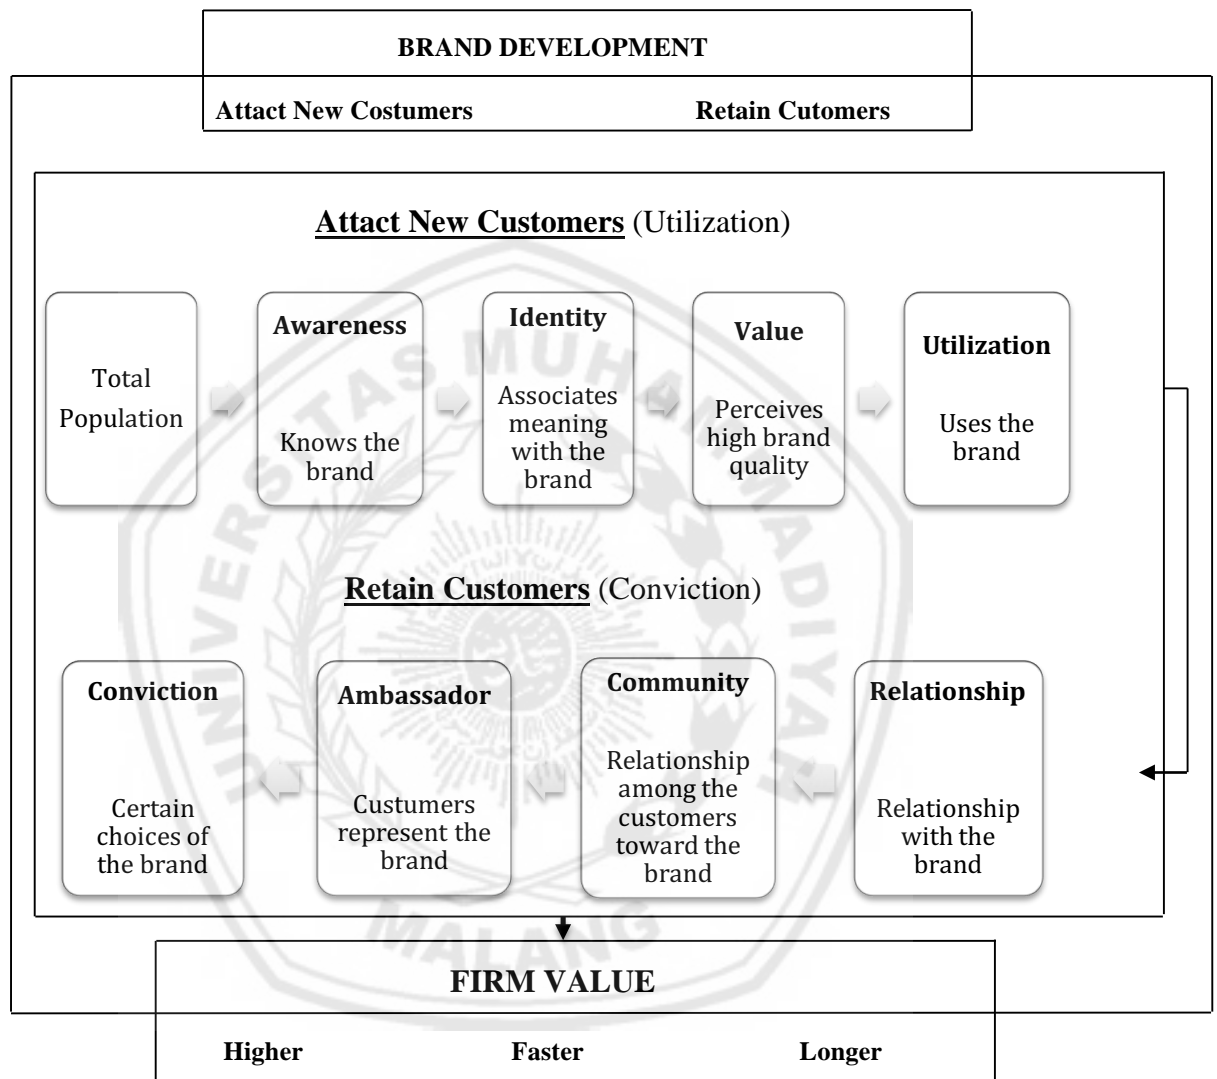 BRAND DEVELOPMENT
Attact New Costumers Retain Cutomers
Attact New Customers (Utilization)
Total
Population
Awareness
Knows the
brand
Identity
Associates
meaning
with the
brand
Value
Perceives
high brand
quality
Utilization
Uses the
brand
Retain Customers (Conviction)
Conviction
Certain
choices of
the brand
Ambassador
Custumers
represent the
brand
Community
Relationship
among the
customers
toward the
brand
Relationship
Relationship
with the
brand
UNIVERSITAS MUHAMMADIYAH
MALANG
FIRM VALUE
Higher Faster Longer